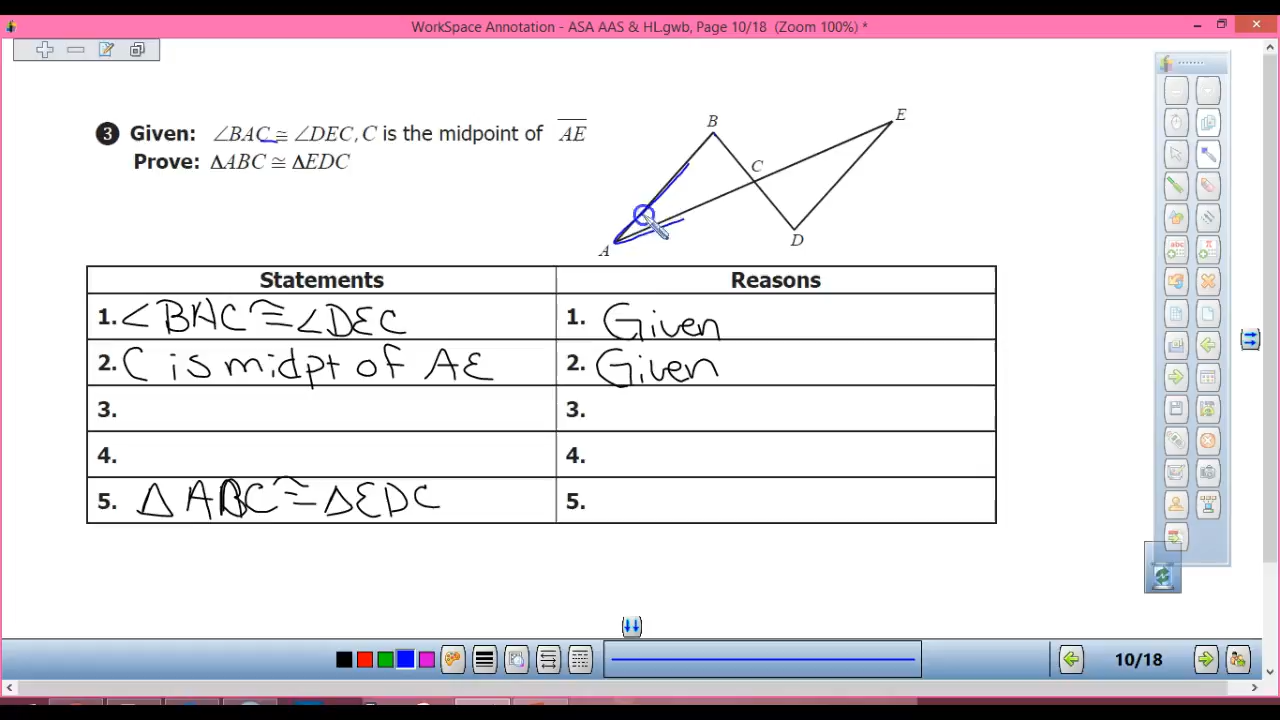 WorkSpace Annotation - ASA AAS & HL.gwb, Page 10/18 (Zoom 100%) *
3 Given: ∠BAC ≅ ∠DEC, C is the midpoint of AE
Prove: ΔABC ≅ ΔEDC
B
E
C
A
D
Statements Reasons
1. ∠BAC ≅ ∠DEC 1. Given
2. C is midpt of AE 2. Given
3. 3.
4. 4.
5. Δ ABC ≅ ΔEDC 5.
abc
π
10/18